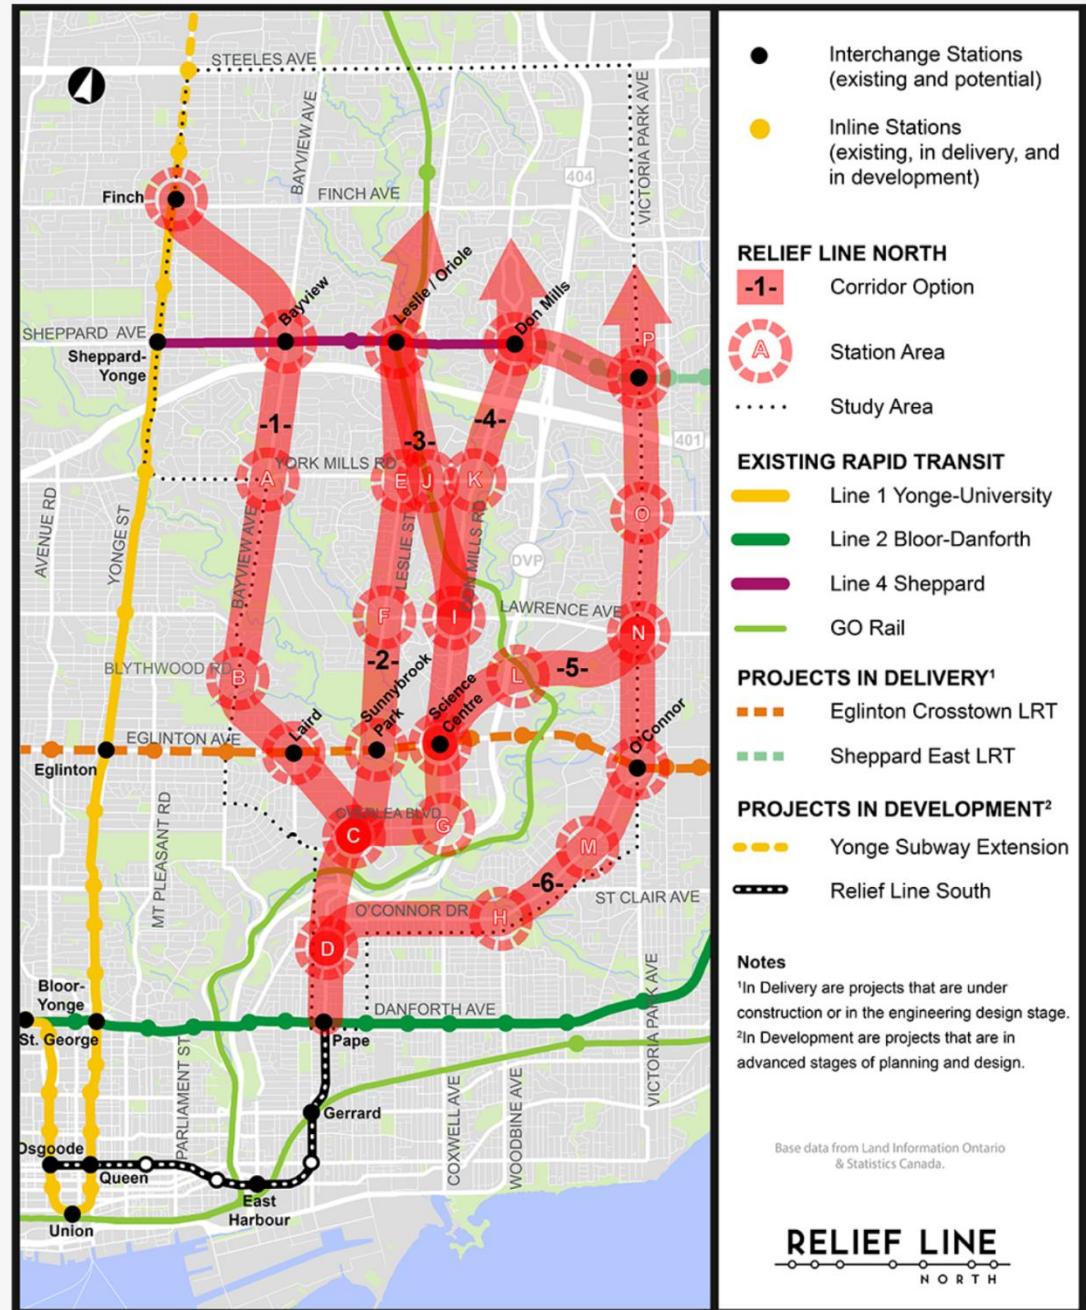 STEELES AVE
BAYVIEW AVE
VICTORIA PARK AVE
404
Finch
FINCH AVE
Leslie / Oriole
Bayview
Don Mills
SHEPPARD AVE
Sheppard-
Yonge
P
-1-
-3-
-4-
401
YORK MILLS RD
A
E
J
K
O
AVENUE RD
YONGE ST
BAYVIEW AVE
LESLIE ST
DON MILLS RD
DVP
LAWRENCE AVE
F
I
N
BLYTHWOOD RD
B
-2-
L
-5-
Sunnybrook
Park
Science
Centre
Laird
O'Connor
EGLINTON AVE
Eglinton
MT PLEASANT RD
OVERLEA BLVD
C
G
M
-6-
ST CLAIR AVE
O'CONNOR DR
H
D
Bloor-
Yonge
DANFORTH AVE
St. George
Pape
VICTORIA PARK AVE
PARLIAMENT ST
COXWELL AVE
WOODBINE AVE
Gerrard
Osgoode
Queen
East
Harbour
Union
Interchange Stations
(existing and potential)
Inline Stations
(existing, in delivery, and
in development)
RELIEF LINE NORTH
-1- Corridor Option
A Station Area
Study Area
EXISTING RAPID TRANSIT
Line 1 Yonge-University
Line 2 Bloor-Danforth
Line 4 Sheppard
GO Rail
PROJECTS IN DELIVERY¹
Eglinton Crosstown LRT
Sheppard East LRT
PROJECTS IN DEVELOPMENT²
Yonge Subway Extension
Relief Line South
Notes
¹In Delivery are projects that are under
construction or in the engineering design stage.
²In Development are projects that are in
advanced stages of planning and design.
Base data from Land Information Ontario
& Statistics Canada.
RELIEF LINE
NORTH